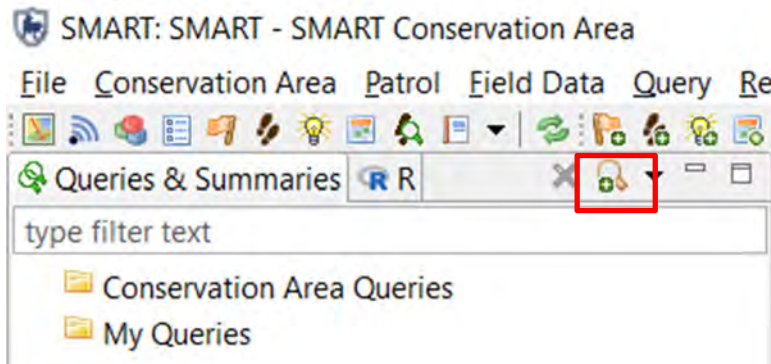 SMART: SMART - SMART Conservation Area
File Conservation Area Patrol Field Data Query Re
Queries & Summaries R R
type filter text
Conservation Area Queries
My Queries